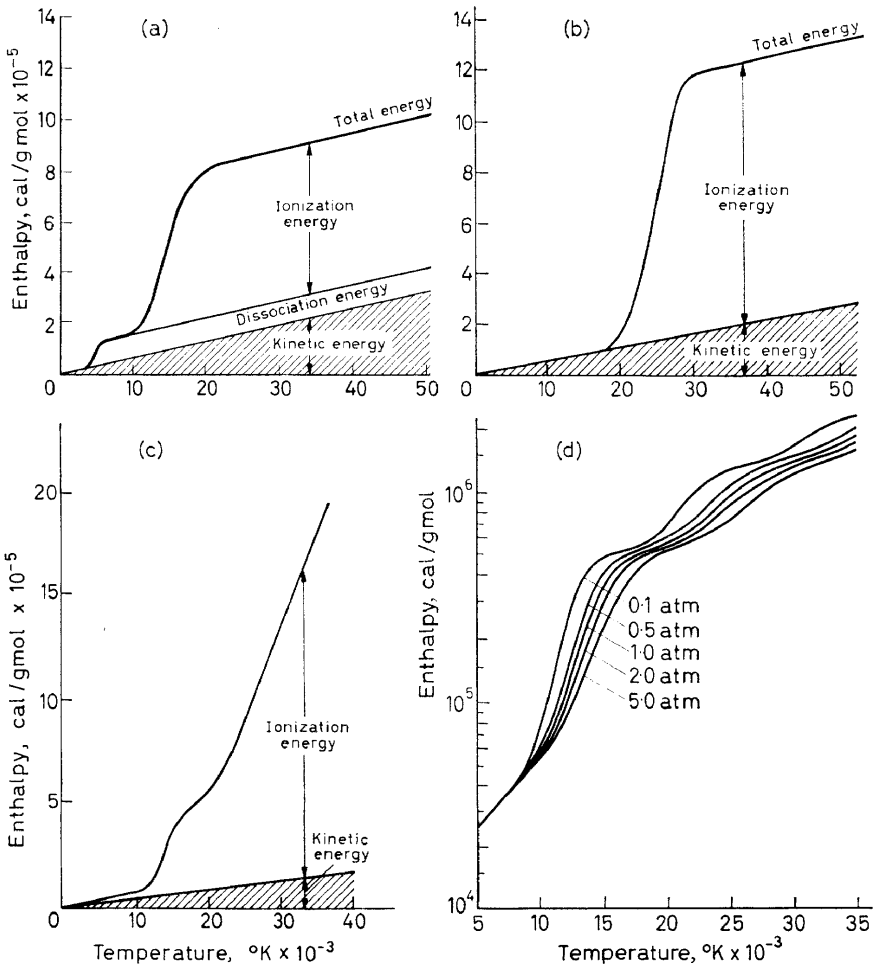 (a)
Enthalpy, cal/g mol x 10⁻⁵
14
12
10
8
6
4
2
0
10
20
30
40
50
Total energy
Ionization
energy
Dissociation energy
Kinetic energy
(b)
14
12
10
8
6
4
2
0
10
20
30
40
50
Total energy
Ionization
energy
Kinetic energy
(c)
Enthalpy, cal/gmol x 10⁻⁵
20
15
10
5
0
10
20
30
40
Temperature, °K x 10⁻³
Ionization
energy
Kinetic
energy
(d)
Enthalpy, cal/gmol
10⁶
10⁵
10⁴
5
10
15
20
25
30
35
Temperature, °K x 10⁻³
0·1 atm
0·5 atm
1·0 atm
2·0 atm
5·0 atm